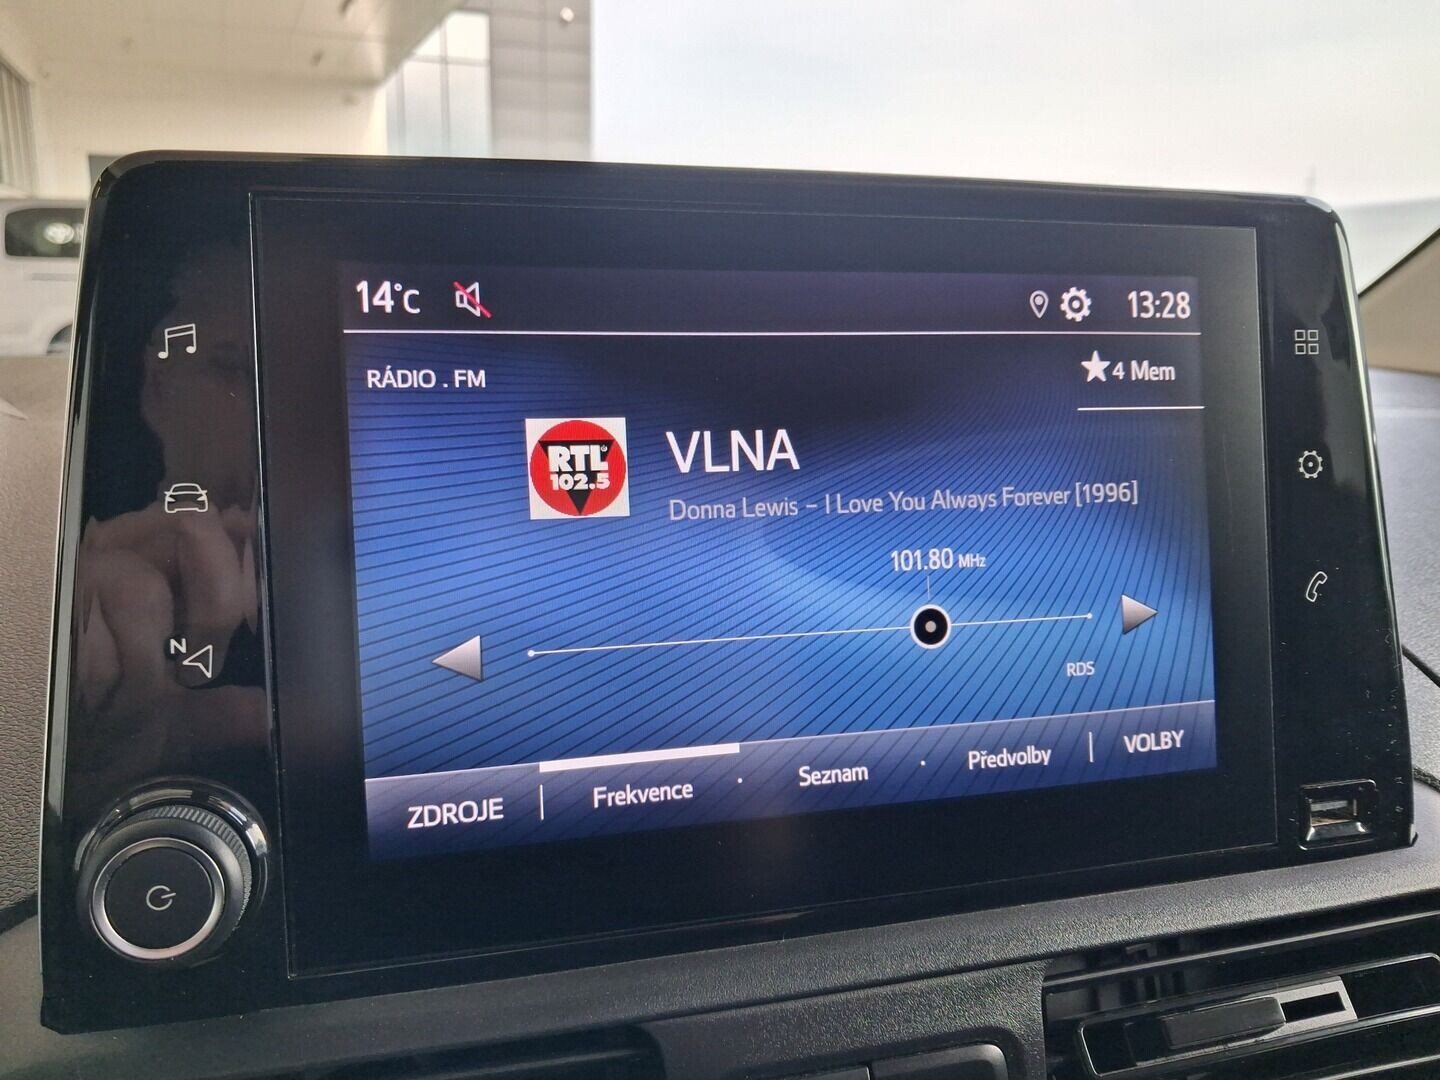 14°C
13:28
RÁDIO . FM
4 Mem
RTL
102.5
VLNA
Donna Lewis – I Love You Always Forever [1996]
101.80 MHz
RDS
N
ZDROJE
Frekvence
Seznam
Předvolby
VOLBY